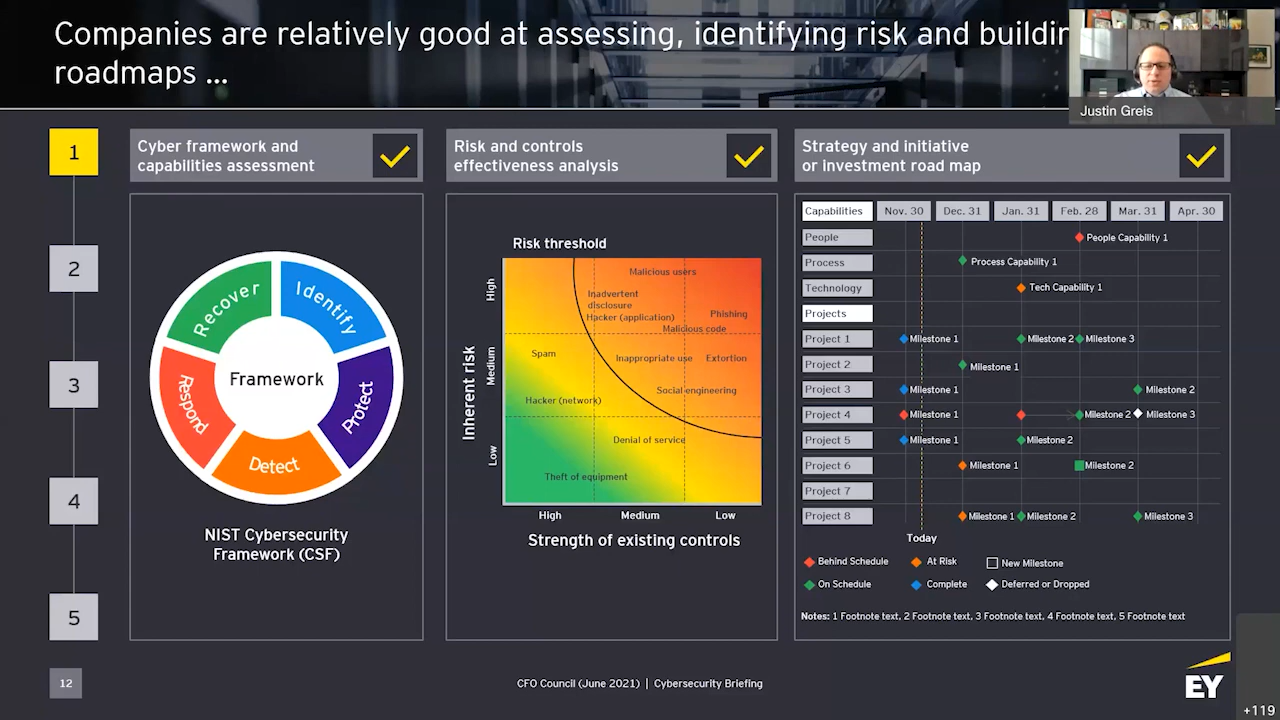 Companies are relatively good at assessing, identifying risk and buildin
roadmaps ...
Justin Greis
1
2
3
4
5
Cyber framework and
capabilities assessment
Recover
Identify
Protect
Detect
Respond
Framework
NIST Cybersecurity
Framework (CSF)
Risk and controls
effectiveness analysis
Risk threshold
Inherent risk
High
Medium
Low
Malicious users
Inadvertent
disclosure
Hacker (application)
Phishing
Malicious code
Spam
Inappropriate use
Extortion
Social engineering
Hacker (network)
Denial of service
Theft of equipment
High Medium Low
Strength of existing controls
Strategy and initiative
or investment road map
Capabilities Nov. 30 Dec. 31 Jan. 31 Feb. 28 Mar. 31 Apr. 30
People People Capability 1
Process Process Capability 1
Technology Tech Capability 1
Projects
Project 1 Milestone 1 Milestone 2 Milestone 3
Project 2 Milestone 1
Project 3 Milestone 1 Milestone 2
Project 4 Milestone 1 Milestone 2 Milestone 3
Project 5 Milestone 1 Milestone 2
Project 6 Milestone 1 Milestone 2
Project 7
Project 8 Milestone 1 Milestone 2 Milestone 3
Today
Behind Schedule At Risk New Milestone
On Schedule Complete Deferred or Dropped
Notes: 1 Footnote text, 2 Footnote text, 3 Footnote text, 4 Footnote text, 5 Footnote text
12
CFO Council (June 2021) | Cybersecurity Briefing
EY
+119